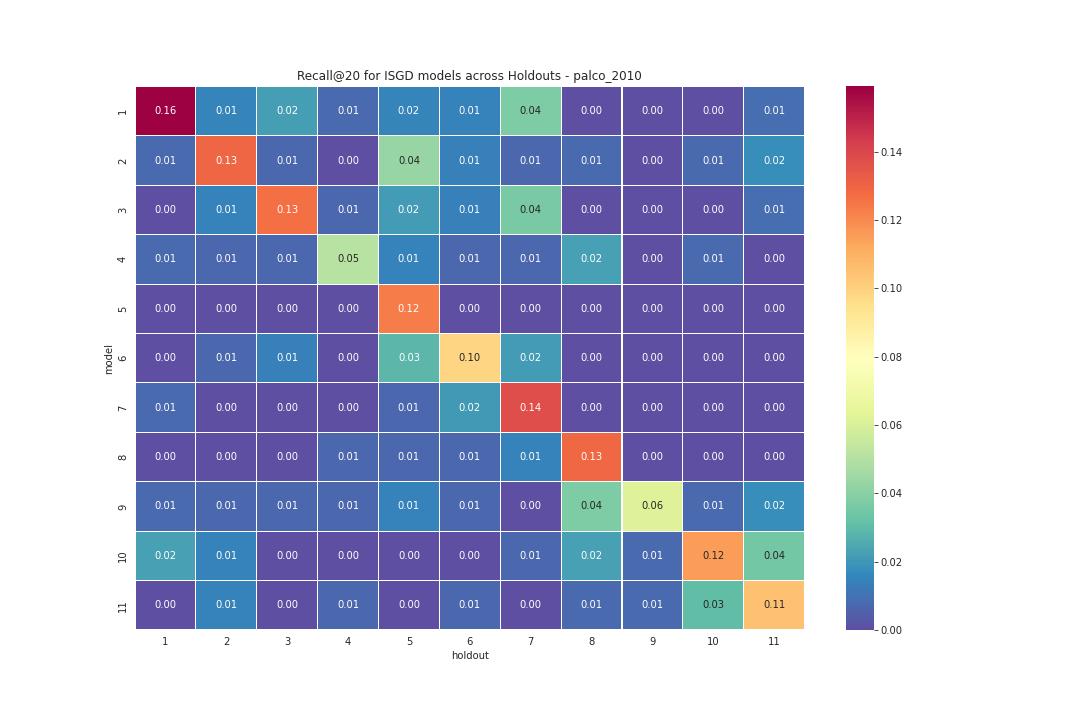 Recall@20 for ISGD models across Holdouts - palco_2010
1 0.16 0.01 0.02 0.01 0.02 0.01 0.04 0.00 0.00 0.00 0.01
2 0.01 0.13 0.01 0.00 0.04 0.01 0.01 0.01 0.00 0.01 0.02
3 0.00 0.01 0.13 0.01 0.02 0.01 0.04 0.00 0.00 0.00 0.01
4 0.01 0.01 0.01 0.05 0.01 0.01 0.01 0.02 0.00 0.01 0.00
5 0.00 0.00 0.00 0.00 0.12 0.00 0.00 0.00 0.00 0.00 0.00
6 0.00 0.01 0.01 0.00 0.03 0.10 0.02 0.00 0.00 0.00 0.00
7 0.01 0.00 0.00 0.00 0.01 0.02 0.14 0.00 0.00 0.00 0.00
8 0.00 0.00 0.00 0.01 0.01 0.01 0.01 0.13 0.00 0.00 0.00
9 0.01 0.01 0.01 0.01 0.01 0.01 0.00 0.04 0.06 0.01 0.02
10 0.02 0.01 0.00 0.00 0.00 0.00 0.01 0.02 0.01 0.12 0.04
11 0.00 0.01 0.00 0.01 0.00 0.01 0.00 0.01 0.01 0.03 0.11
1 2 3 4 5 6 7 8 9 10 11
holdout
model
0.14
0.12
0.10
0.08
0.06
0.04
0.02
0.00